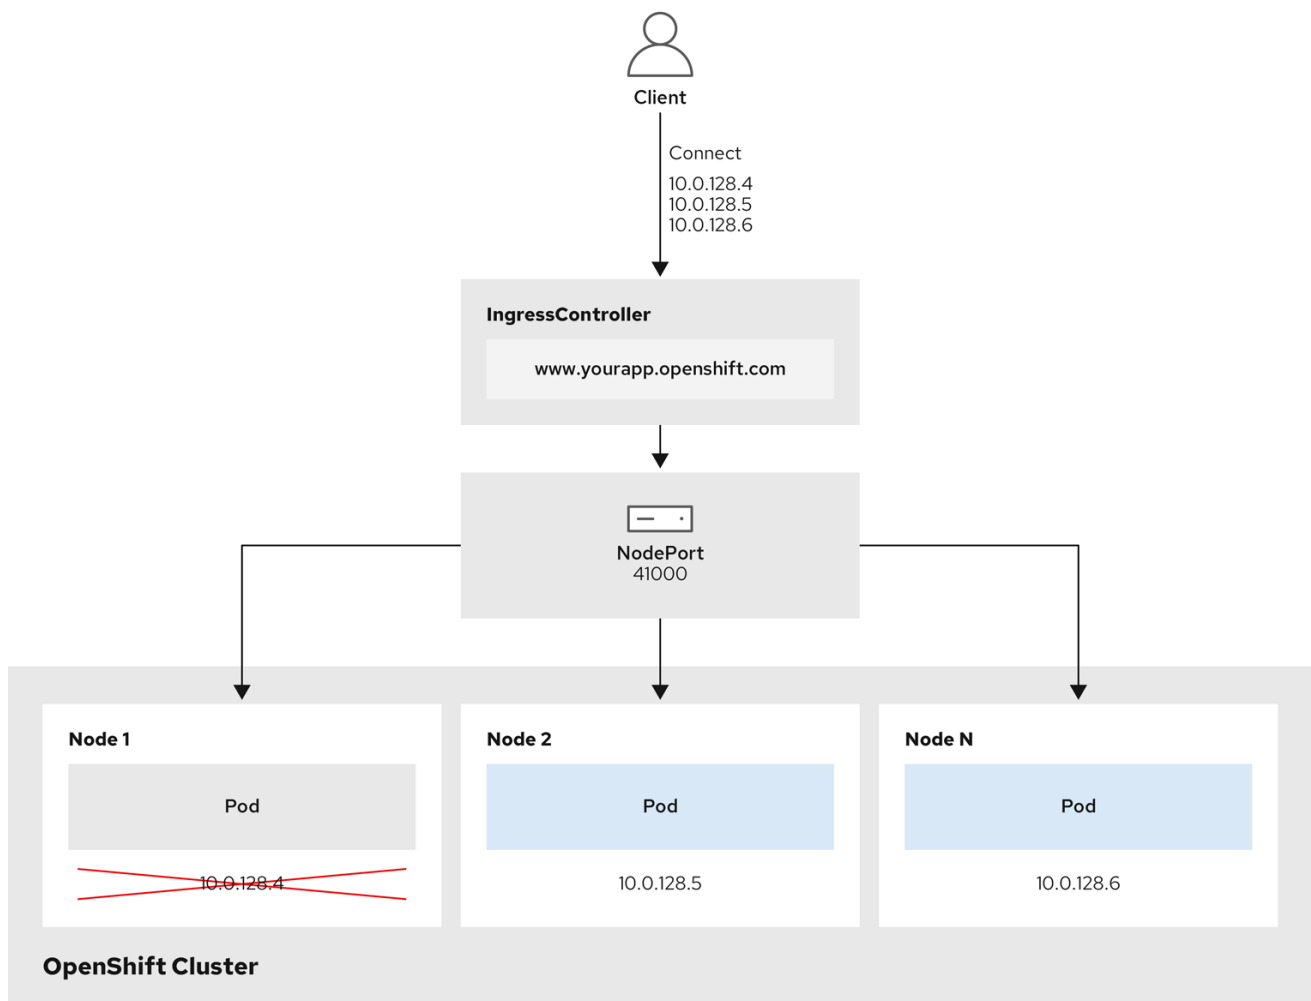 Client
Connect
10.0.128.4
10.0.128.5
10.0.128.6
IngressController
www.yourapp.openshift.com
NodePort
41000
Node 1
Pod
10.0.128.4
Node 2
Pod
10.0.128.5
Node N
Pod
10.0.128.6
OpenShift Cluster